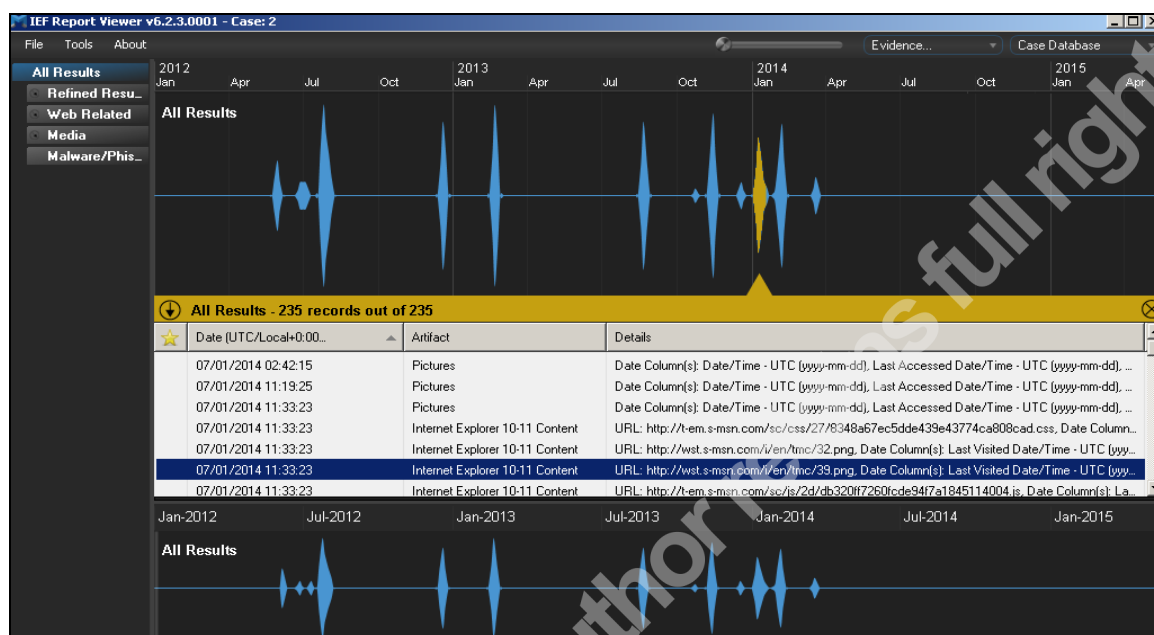 IEF Report Viewer v6.2.3.0001 - Case: 2
File Tools About Evidence... Case Database
All Results
Refined Resu...
Web Related
Media
Malware/Phis...
2012 2013 2014 2015
Jan Apr Jul Oct Jan Apr Jul Oct Jan Apr Jul Oct Jan Apr
All Results
All Results - 235 records out of 235
Date (UTC/Local+0:00... Artifact Details
07/01/2014 02:42:15 Pictures Date Column(s): Date/Time - UTC (yyyy-mm-dd), Last Accessed Date/Time - UTC (yyyy-mm-dd), ...
07/01/2014 11:19:25 Pictures Date Column(s): Date/Time - UTC (yyyy-mm-dd), Last Accessed Date/Time - UTC (yyyy-mm-dd), ...
07/01/2014 11:33:23 Pictures Date Column(s): Date/Time - UTC (yyyy-mm-dd), Last Accessed Date/Time - UTC (yyyy-mm-dd), ...
07/01/2014 11:33:23 Internet Explorer 10-11 Content URL: http://t-em.s-msn.com/sc/css/27/8348a67ec5dde439e43774ca808cad.css, Date Column...
07/01/2014 11:33:23 Internet Explorer 10-11 Content URL: http://wst.s-msn.com/i/en/tmc/32.png, Date Column(s): Last Visited Date/Time - UTC (yyy...
07/01/2014 11:33:23 Internet Explorer 10-11 Content URL: http://wst.s-msn.com/i/en/tmc/39.png, Date Column(s): Last Visited Date/Time - UTC (yyy...
07/01/2014 11:33:23 Internet Explorer 10-11 Content URL: http://t-em.s-msn.com/sc/js/2d/db320ff7260fcde94f7a1845114004.js, Date Column(s): La...
Jan-2012 Jul-2012 Jan-2013 Jul-2013 Jan-2014 Jul-2014 Jan-2015
All Results
thor re ns full right